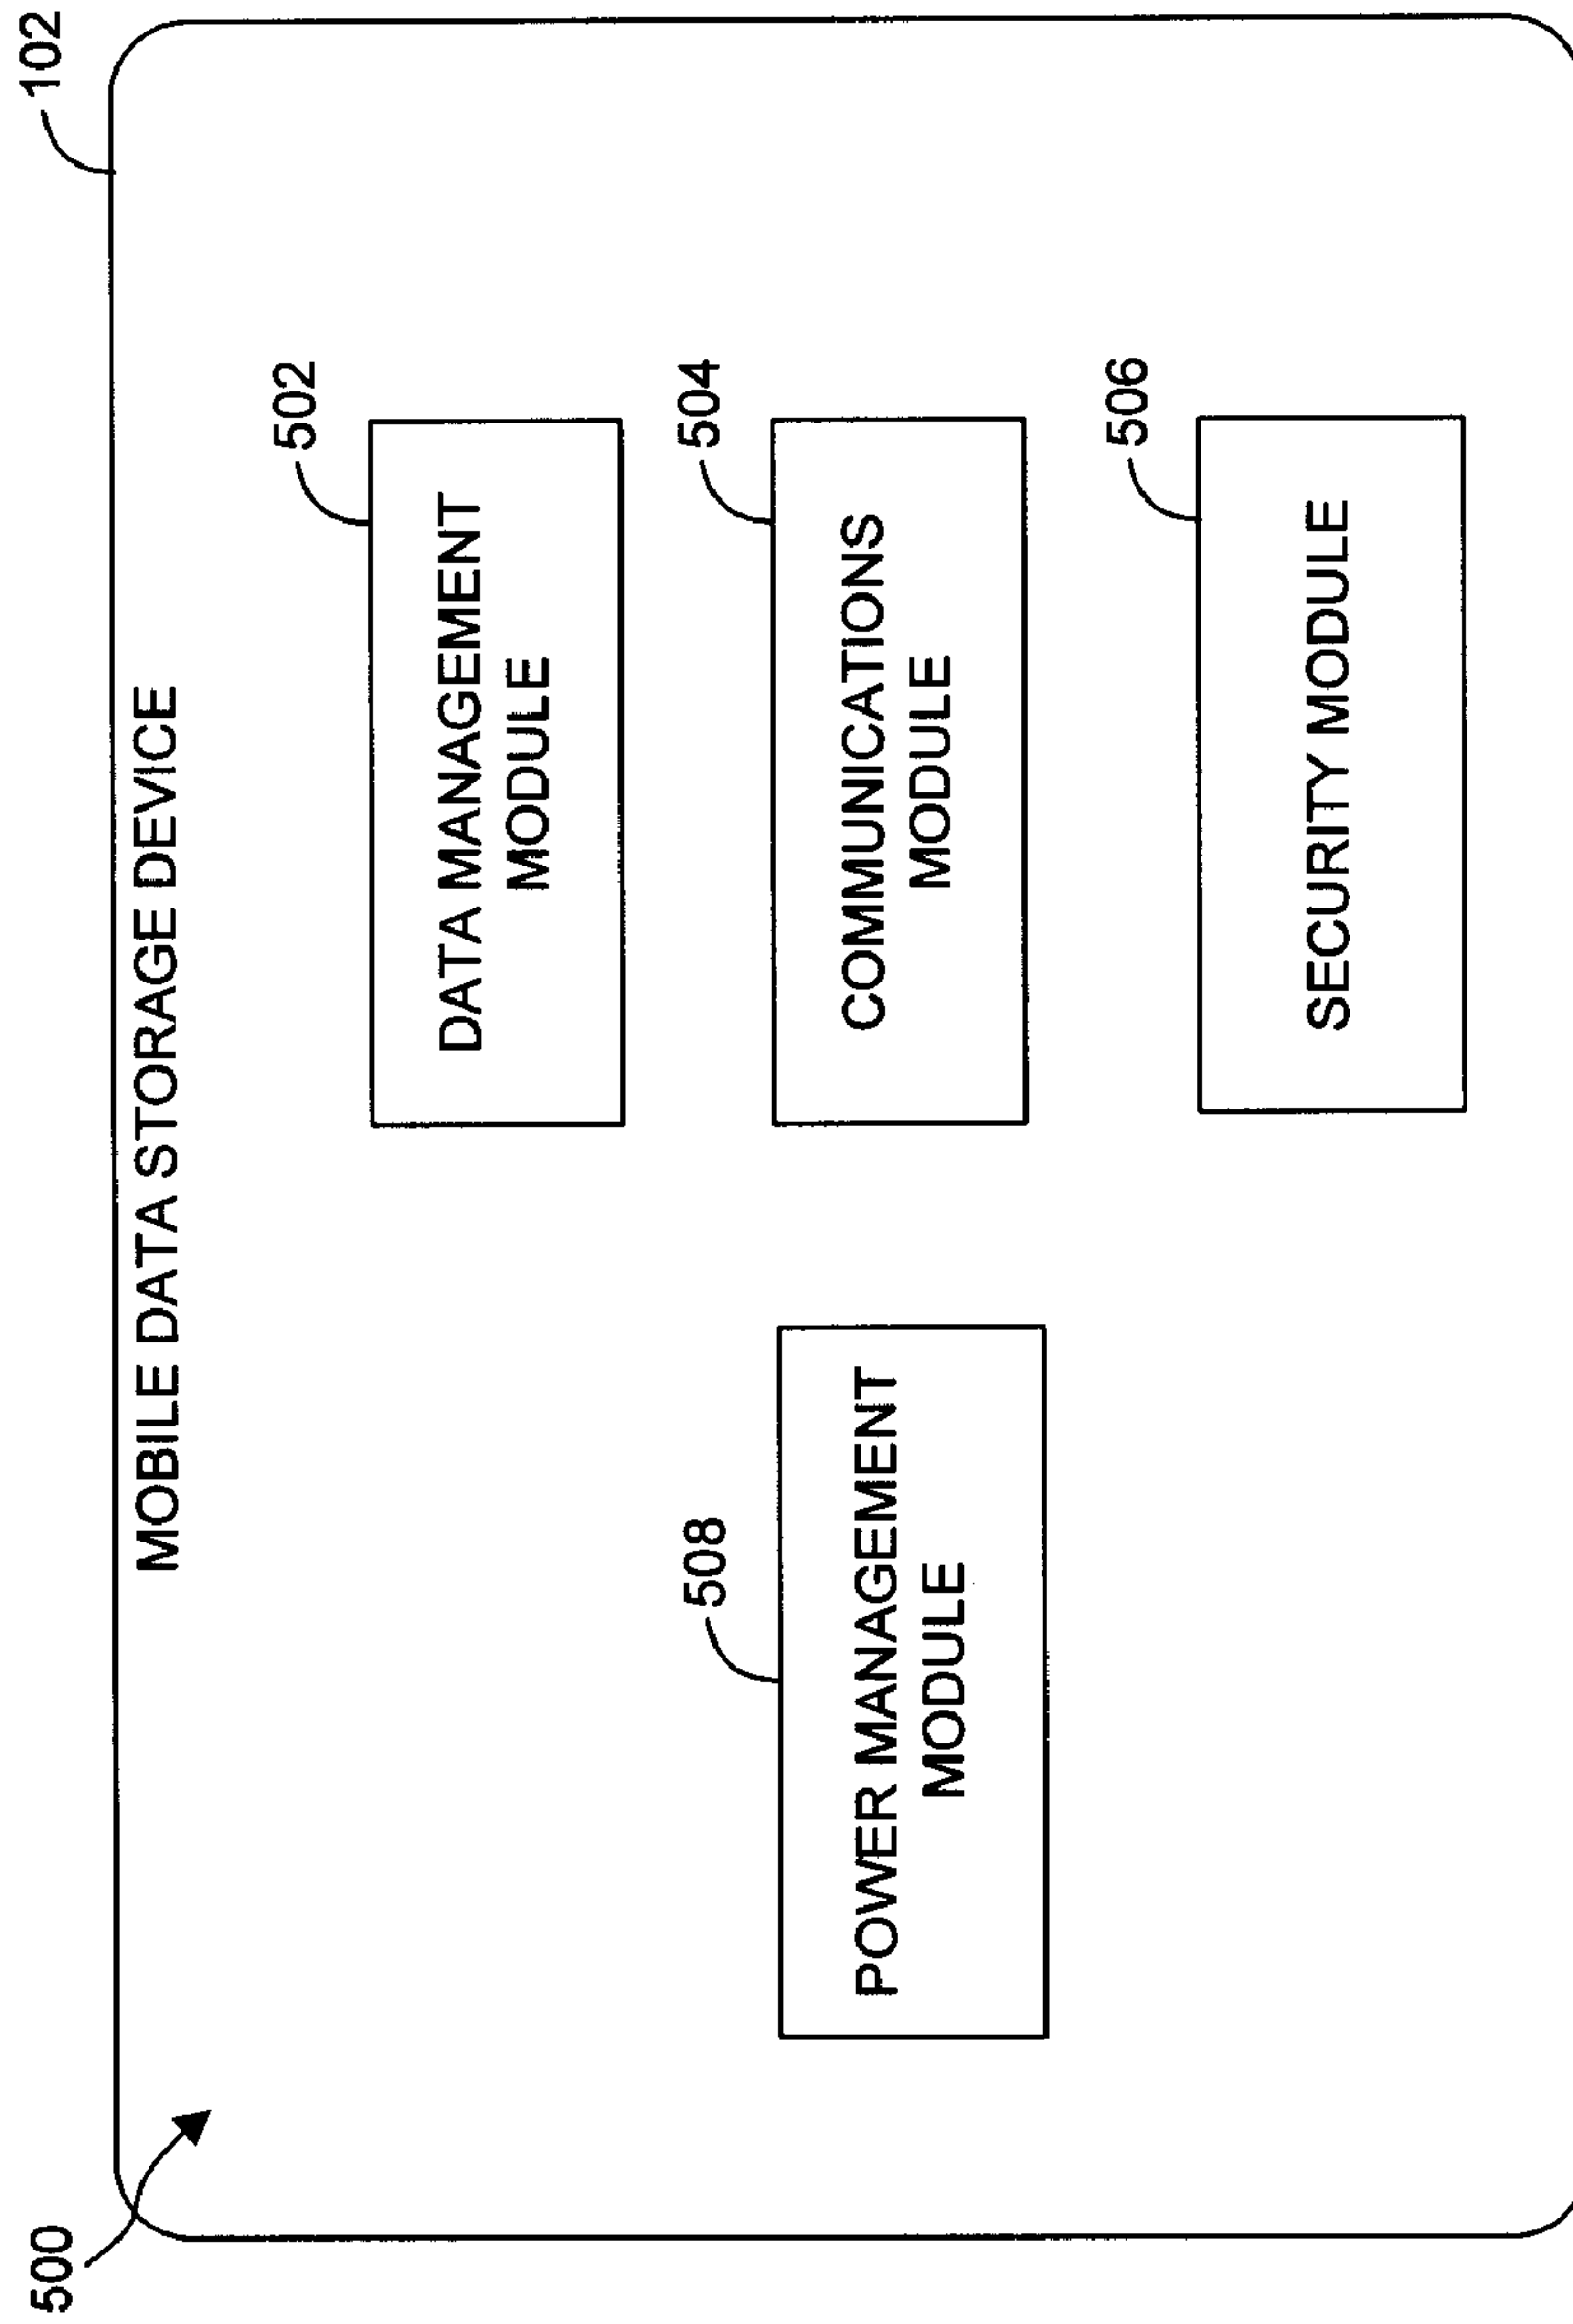 500
102
MOBILE DATA STORAGE DEVICE
502
DATA MANAGEMENT
MODULE
508
504
POWER MANAGEMENT
MODULE
COMMUNICATIONS
MODULE
506
SECURITY MODULE